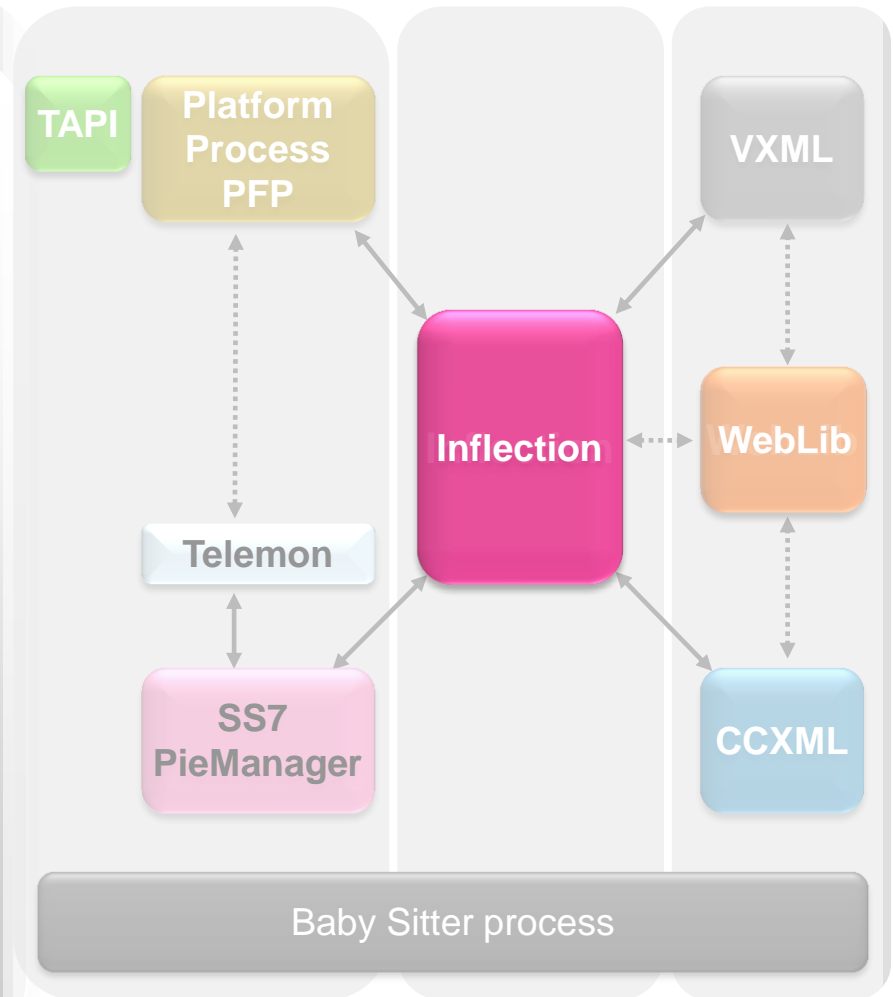 TAPI
Platform
Process
PFP
VXML
Inflection
WebLib
Telemon
SS7
PieManager
CCXML
Baby Sitter process